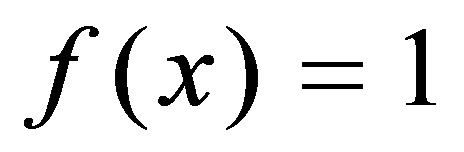 f(x) = 1